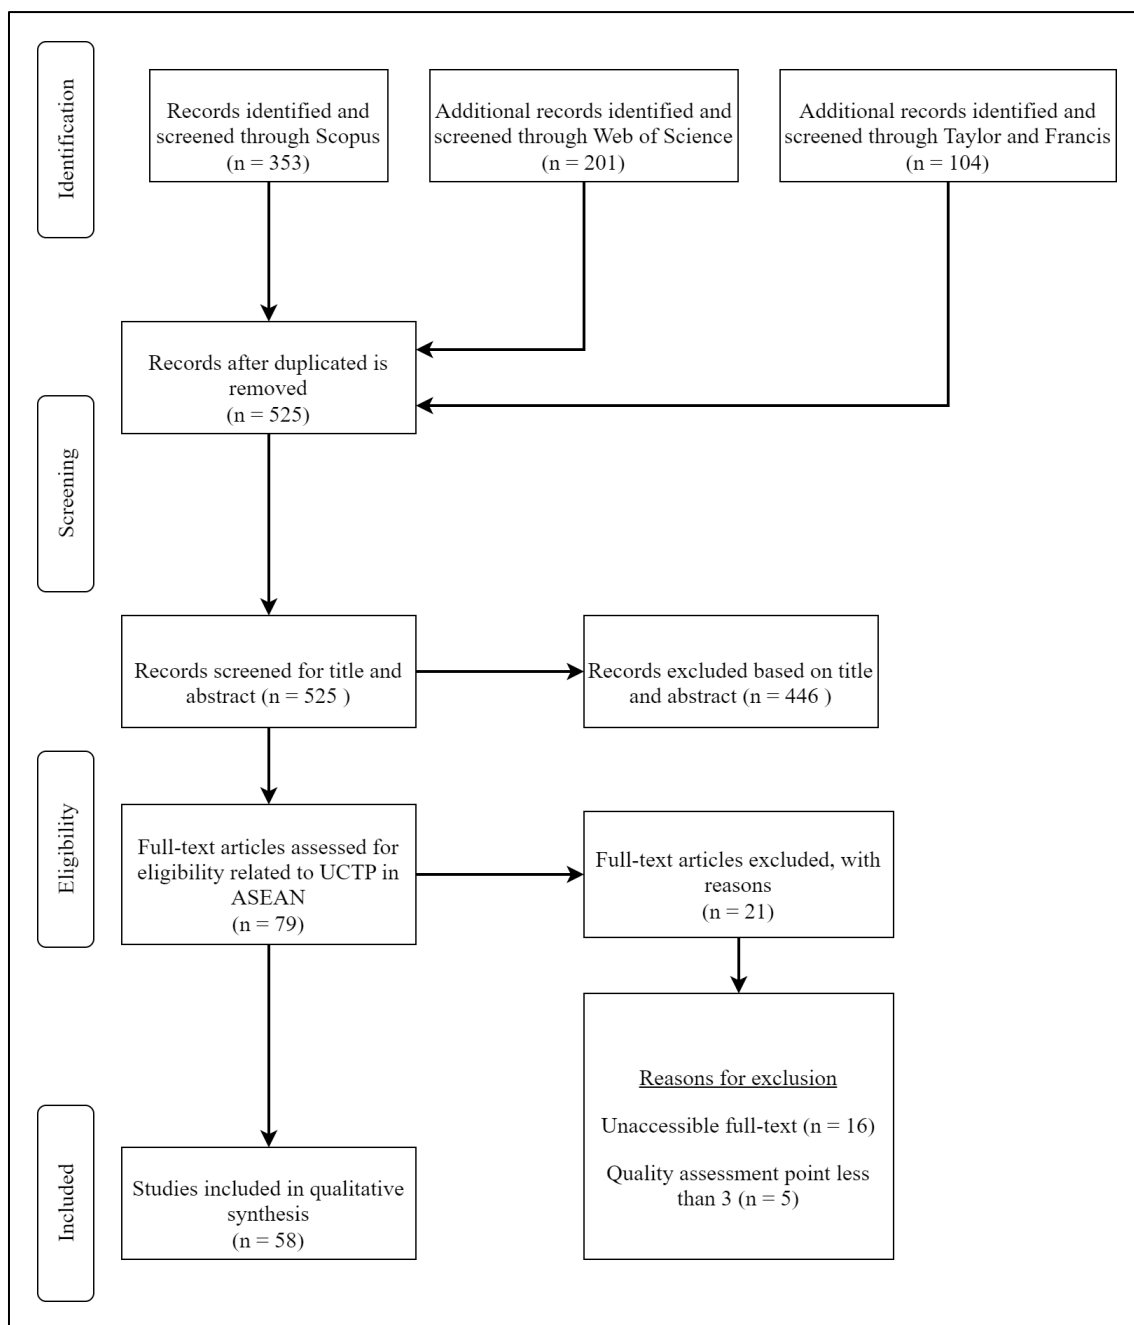 Identification
Records identified and
screened through Scopus
(n = 353)
Additional records identified and
screened through Web of Science
(n = 201)
Additional records identified and
screened through Taylor and Francis
(n = 104)
Records after duplicated is
removed
(n = 525)
Screening
Records screened for title and
abstract (n = 525 )
Records excluded based on title
and abstract (n = 446 )
Eligibility
Full-text articles assessed for
eligibility related to UCTP in
ASEAN
(n = 79)
Full-text articles excluded, with
reasons
(n = 21)
Reasons for exclusion
Unaccessible full-text (n = 16)
Quality assessment point less
than 3 (n = 5)
Included
Studies included in qualitative
synthesis
(n = 58)